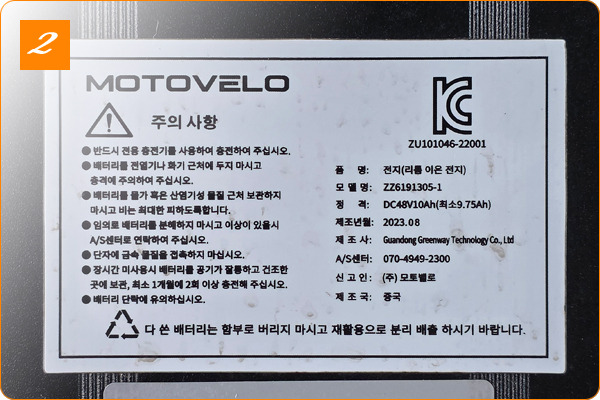 2
MOTOVELO
주의 사항
● 반드시 전용 충전기를 사용하여 충전하여 주십시오.
● 배터리를 전열기나 화기 근처에 두지 마시고
충격에 주의하여 주십시오.
● 배터리를 물가 혹은 산염기성 물질 근처 보관하지
마시고 비는 최대한 피하도록합니다.
● 임의로 배터리를 분해하지 마시고 이상이 있을시
A/S센터로 연락하여 주십시오.
● 단자에 금속 물질을 접촉하지 마십시오.
● 장시간 미사용시 배터리를 공기가 잘통하고 건조한
곳에 보관, 최소 1개월에 2회 이상 충전해 주십시오.
● 배터리 단락에 유의하십시오.
KC
ZU101046-22001
품 명: 전지(리튬 이온 전지)
모 델 명: ZZ6191305-1
정 격: DC48V10Ah(최소9.75Ah)
제조년월: 2023.08
제 조 사: Guandong Greenway Technology Co., Ltd
A/S센터: 070-4949-2300
신 고 인: (주) 모토벨로
제 조 국: 중국
다 쓴 배터리는 함부로 버리지 마시고 재활용으로 분리 배출 하시기 바랍니다.